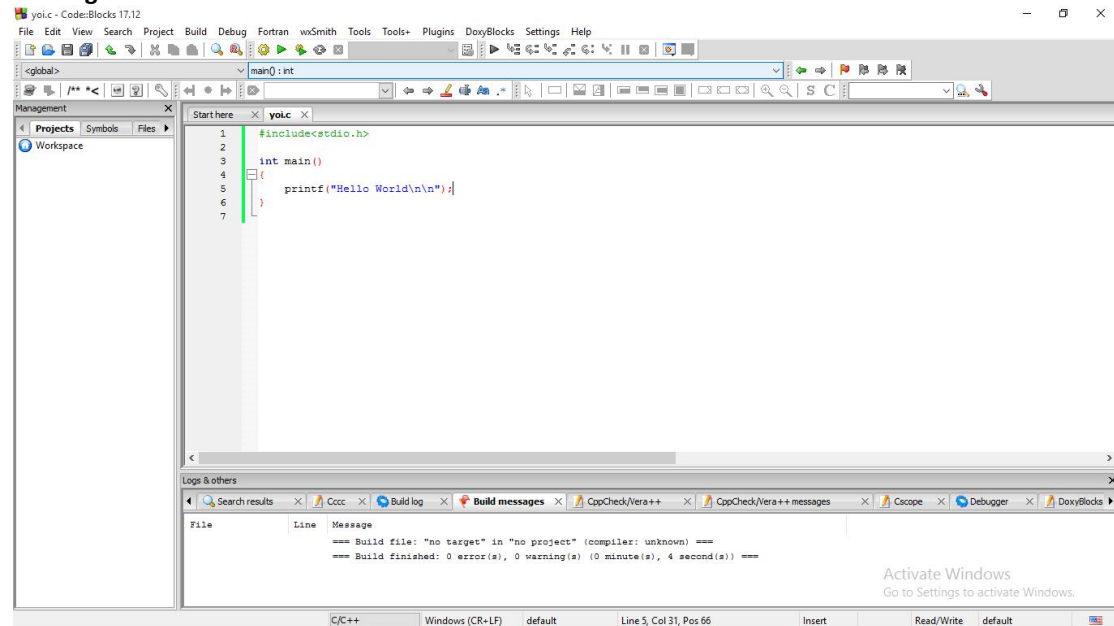 yoi.c - Code::Blocks 17.12
File Edit View Search Project Build Debug Fortran wxSmith Tools Tools+ Plugins DoxyBlocks Settings Help
<global> main() : int
/** *< S C
Management
Projects Symbols Files
Workspace
Start here yoi.c
1 #include<stdio.h>
2
3 int main()
4 {
5 printf("Hello World\n\n");
6 }
7
Logs & others
Search results Cccc Build log Build messages CppCheck/Vera++ CppCheck/Vera++ messages Cscope Debugger DoxyBlocks
File Line Message
=== Build file: "no target" in "no project" (compiler: unknown) ===
=== Build finished: 0 error(s), 0 warning(s) (0 minute(s), 4 second(s)) ===
Activate Windows
Go to Settings to activate Windows.
C/C++ Windows (CR+LF) default Line 5, Col 31, Pos 66 Insert Read/Write default